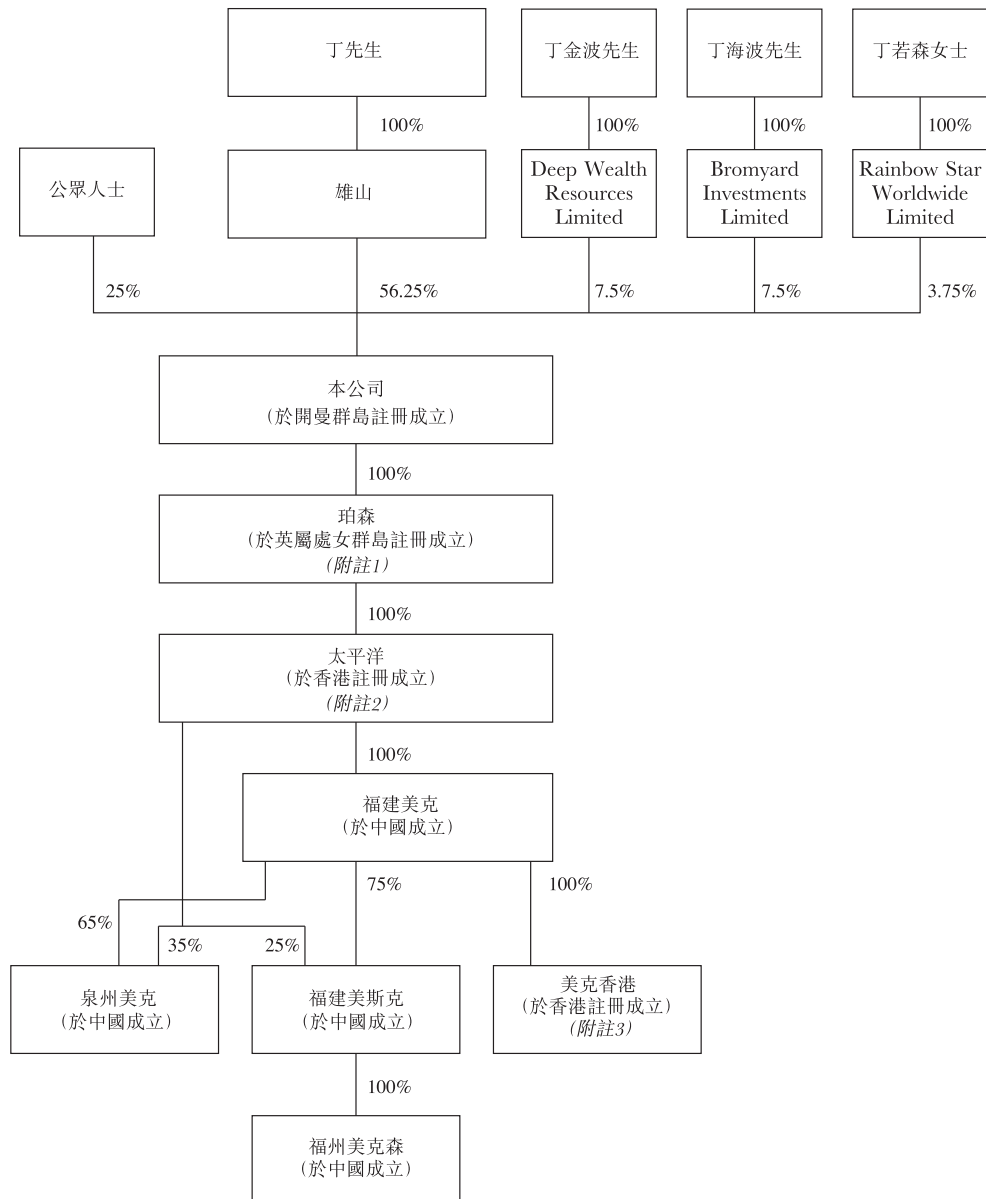 丁先生
丁金波先生
丁海波先生
丁若森女士
100%
100%
100%
100%
公眾人士
雄山
Deep Wealth
Resources
Limited
Bromyard
Investments
Limited
Rainbow Star
Worldwide
Limited
25%
56.25%
7.5%
7.5%
3.75%
本公司
(於開曼群島註冊成立)
100%
珀森
(於英屬處女群島註冊成立)
(附註1)
100%
太平洋
(於香港註冊成立)
(附註2)
100%
福建美克
(於中國成立)
65%
35%
25%
75%
100%
泉州美克
(於中國成立)
福建美斯克
(於中國成立)
美克香港
(於香港註冊成立)
(附註3)
100%
福州美克森
(於中國成立)